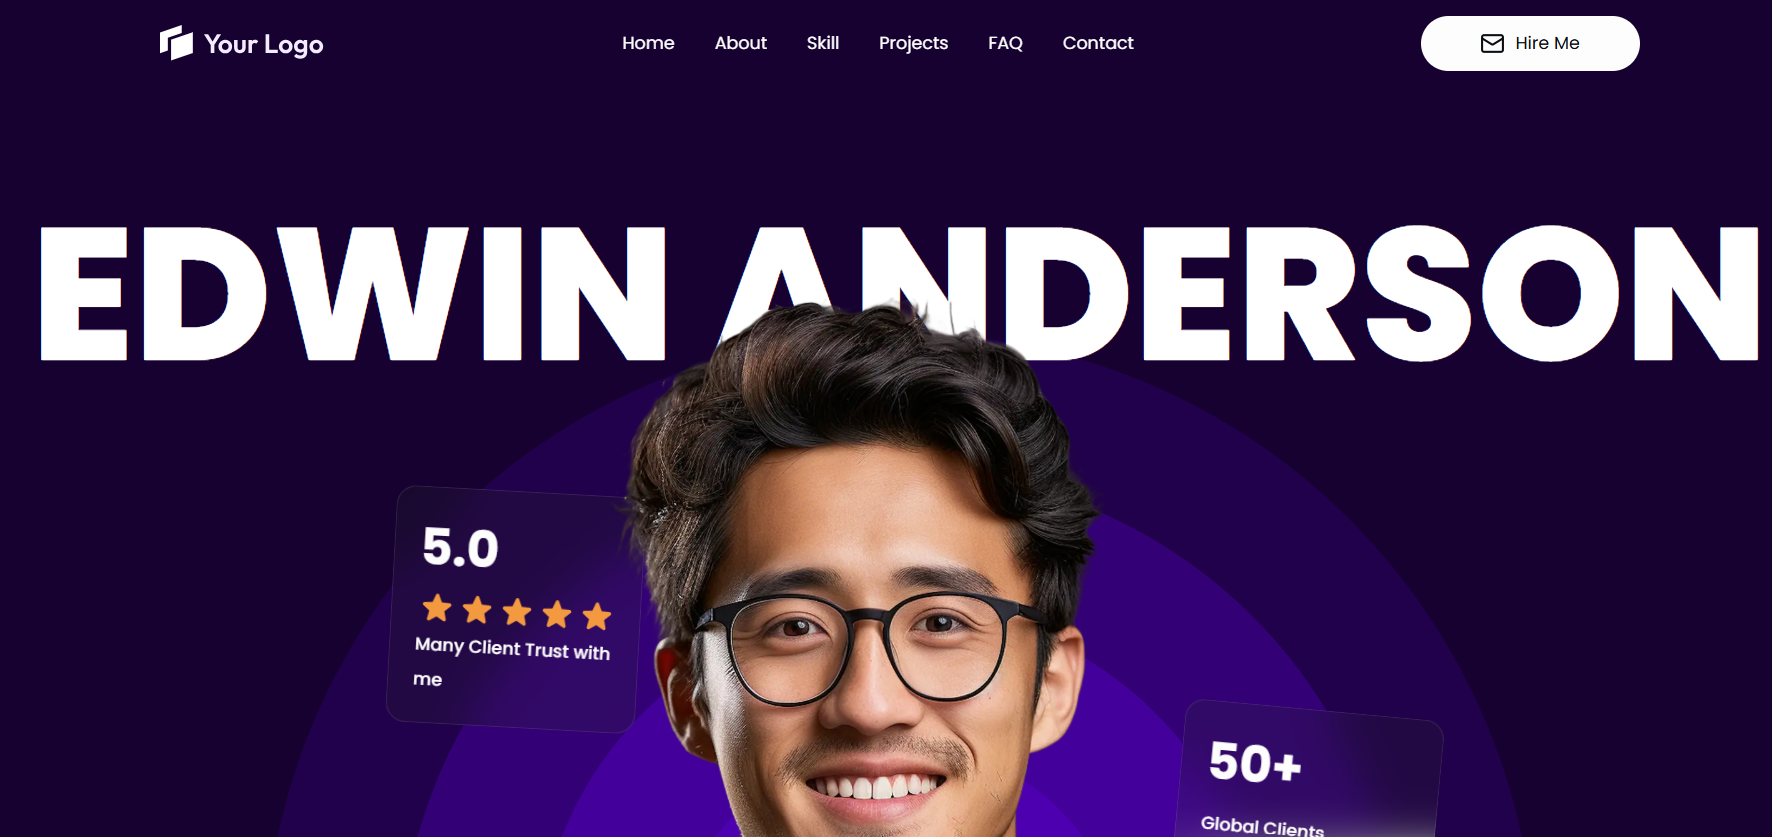 Your Logo
Home About Skill Projects FAQ Contact
Hire Me
EDWIN ANDERSON
5.0
Many Client Trust with
me
50+
Global Clients